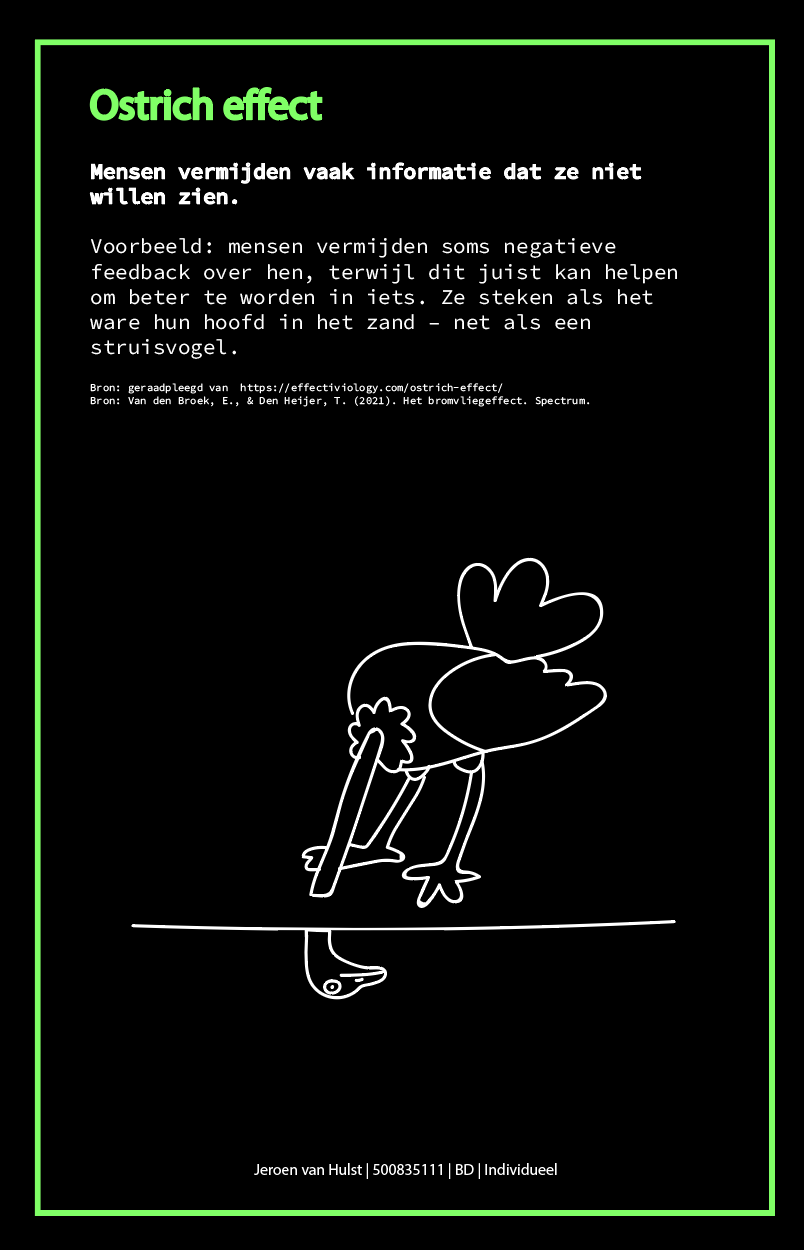 Ostrich effect
Mensen vermijden vaak informatie dat ze niet
willen zien.
Voorbeeld: mensen vermijden soms negatieve
feedback over hen, terwijl dit juist kan helpen
om beter te worden in iets. Ze steken als het
ware hun hoofd in het zand – net als een
struisvogel.
Bron: geraadpleegd van https://effectiviology.com/ostrich-effect/
Bron: Van den Broek, E., & Den Heijer, T. (2021). Het bromvliegeffect. Spectrum.
Jeroen van Hulst | 500835111 | BD | Individueel